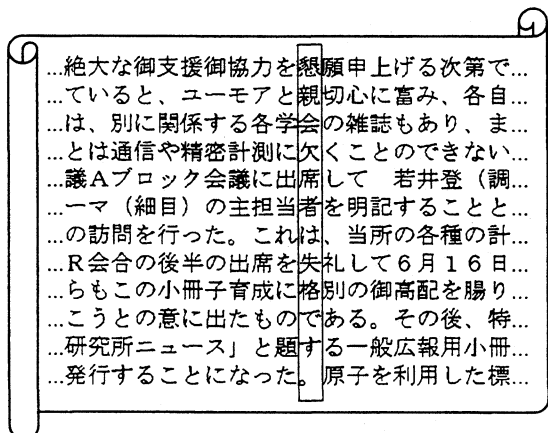 …絶大な御支援御協力を懇願申上げる次第で…
…ていると、ユーモアと親切心に富み、各自…
…は、別に関係する各学会の雑誌もあり、ま…
…とは通信や精密計測に欠くことのできない…
…議Aブロック会議に出席して　若井登（調…
…ーマ（細目）の主担当者を明記することと…
…の訪問を行った。これは、当所の各種の計…
…R会合の後半の出席を失礼して６月１６日…
…らもこの小冊子育成に格別の御高配を賜り…
…こうとの意に出たものである。その後、特…
…研究所ニュース」と題する一般広報用小冊…
…発行することになった。原子を利用した標…